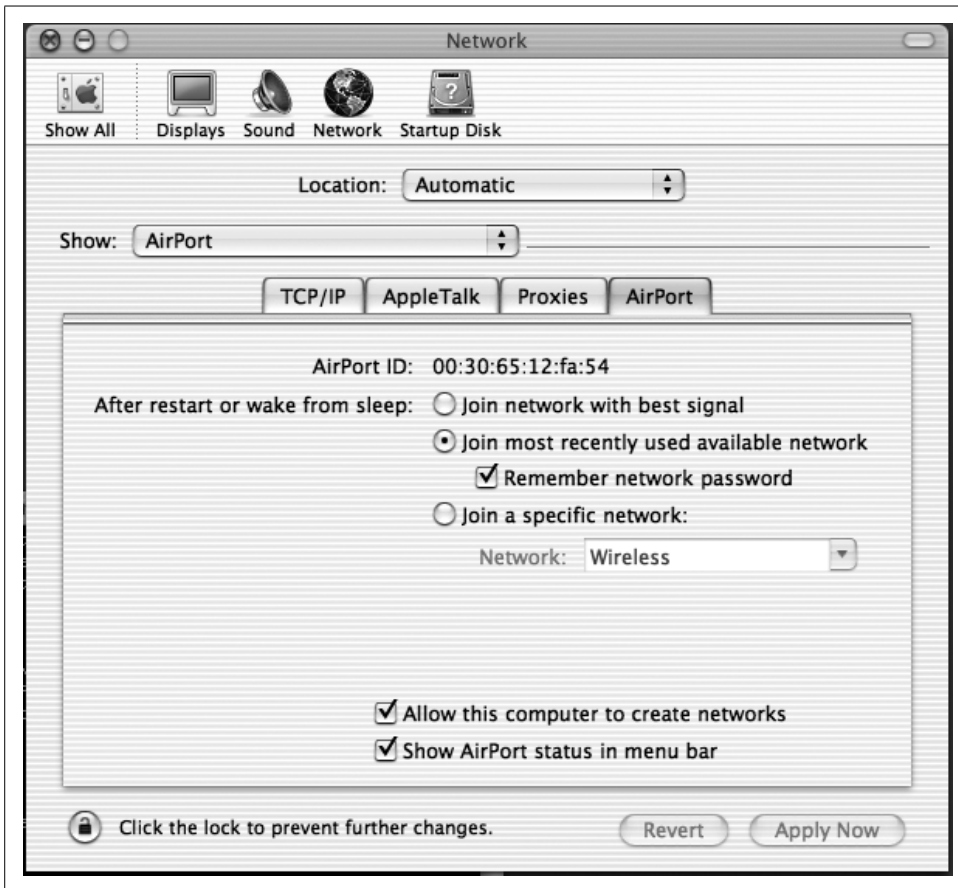 Network
Show All Displays Sound Network Startup Disk
Location: Automatic
Show: AirPort
TCP/IP AppleTalk Proxies AirPort
AirPort ID: 00:30:65:12:fa:54
After restart or wake from sleep: Join network with best signal
Join most recently used available network
Remember network password
Join a specific network:
Network: Wireless
Allow this computer to create networks
Show AirPort status in menu bar
Click the lock to prevent further changes. Revert Apply Now